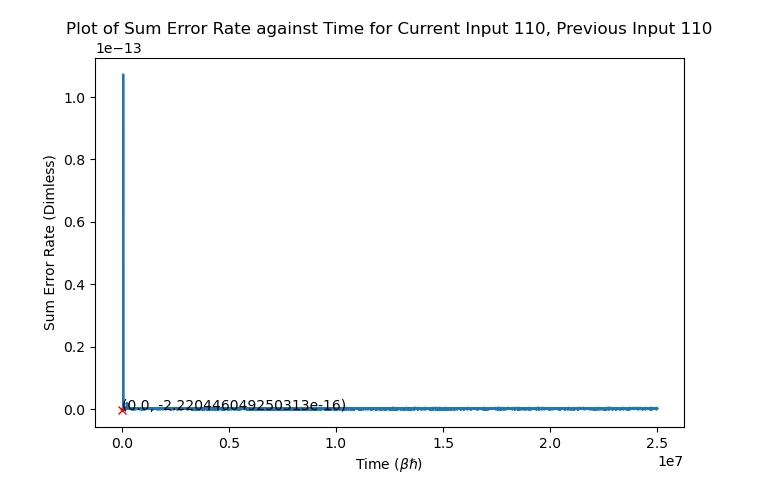 Plot of Sum Error Rate against Time for Current Input 110, Previous Input 110
1e−13
1.0
0.8
0.6
0.4
0.2
0.0
Sum Error Rate (Dimless)
(0.0, -2.220446049250313e-16)
0.0
0.5
1.0
1.5
2.0
2.5
1e7
Time (βℏ)